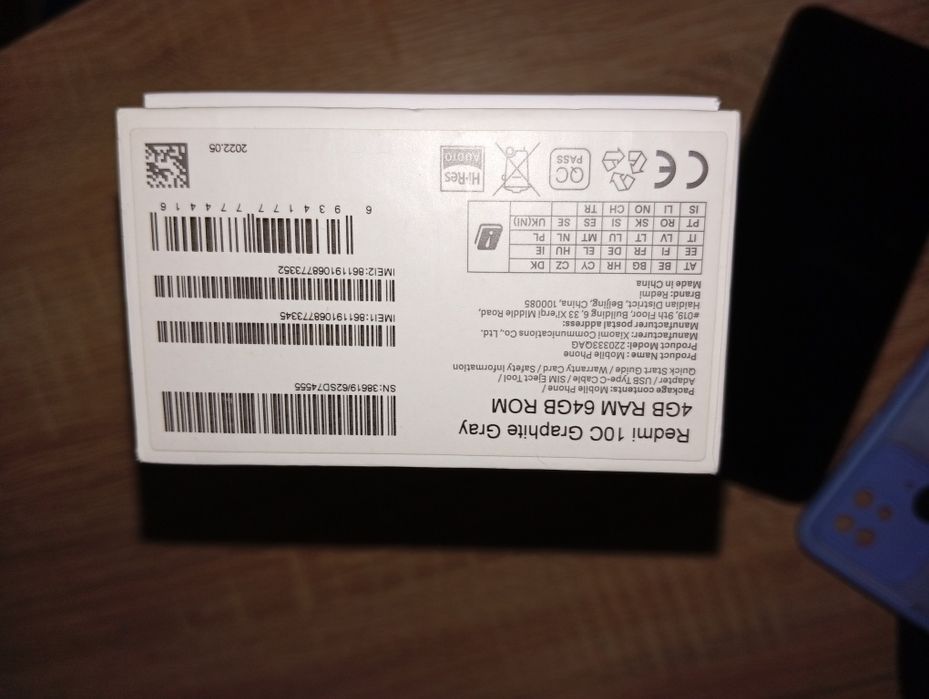 Redmi 10C Graphite Gray
4GB RAM 64GB ROM
Package contents: Mobile Phone /
Adapter / USB Type-C Cable / SIM Eject Tool /
Quick Start Guide / Warranty Card / Safety Information
Product Name: Mobile Phone
Product Model: 220333QAG
Manufacturer: Xiaomi Communications Co., Ltd.
Manufacturer postal address:
#019, 9th Floor, Building 6, 33 Xi'erqi Middle Road,
Haidian District, Beijing, China, 100085
Brand: Redmi
Made in China
AT BE BG HR CY CZ DK
EE FI FR DE EL HU IE
IT LV LT LU MT NL PL
PT RO SK SI ES SE UK(NI)
IS LI NO CH TR
CE
QC PASS
Hi-Res
AUDIO
SN:38619/62SD74555
IMEI1:861191068773345
IMEI2:861191068773352
6 934177 774416
2022.05